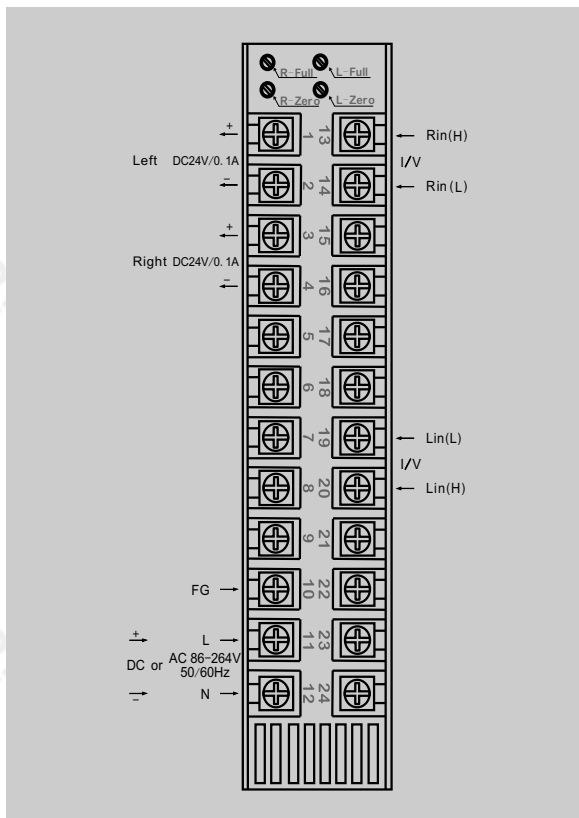 R-Full L-Full
R-Zero L-Zero
+
1 13
Rin(H)
Left DC24V/0.1A
I/V
−
2 14
Rin(L)
+
3 15
Right DC24V/0.1A
−
4 16
5 17
6 18
7 19
Lin(L)
I/V
8 20
Lin(H)
9 21
FG
10 22
+
L
11 23
DC or AC 86-264V
50/60Hz
−
N
12 24